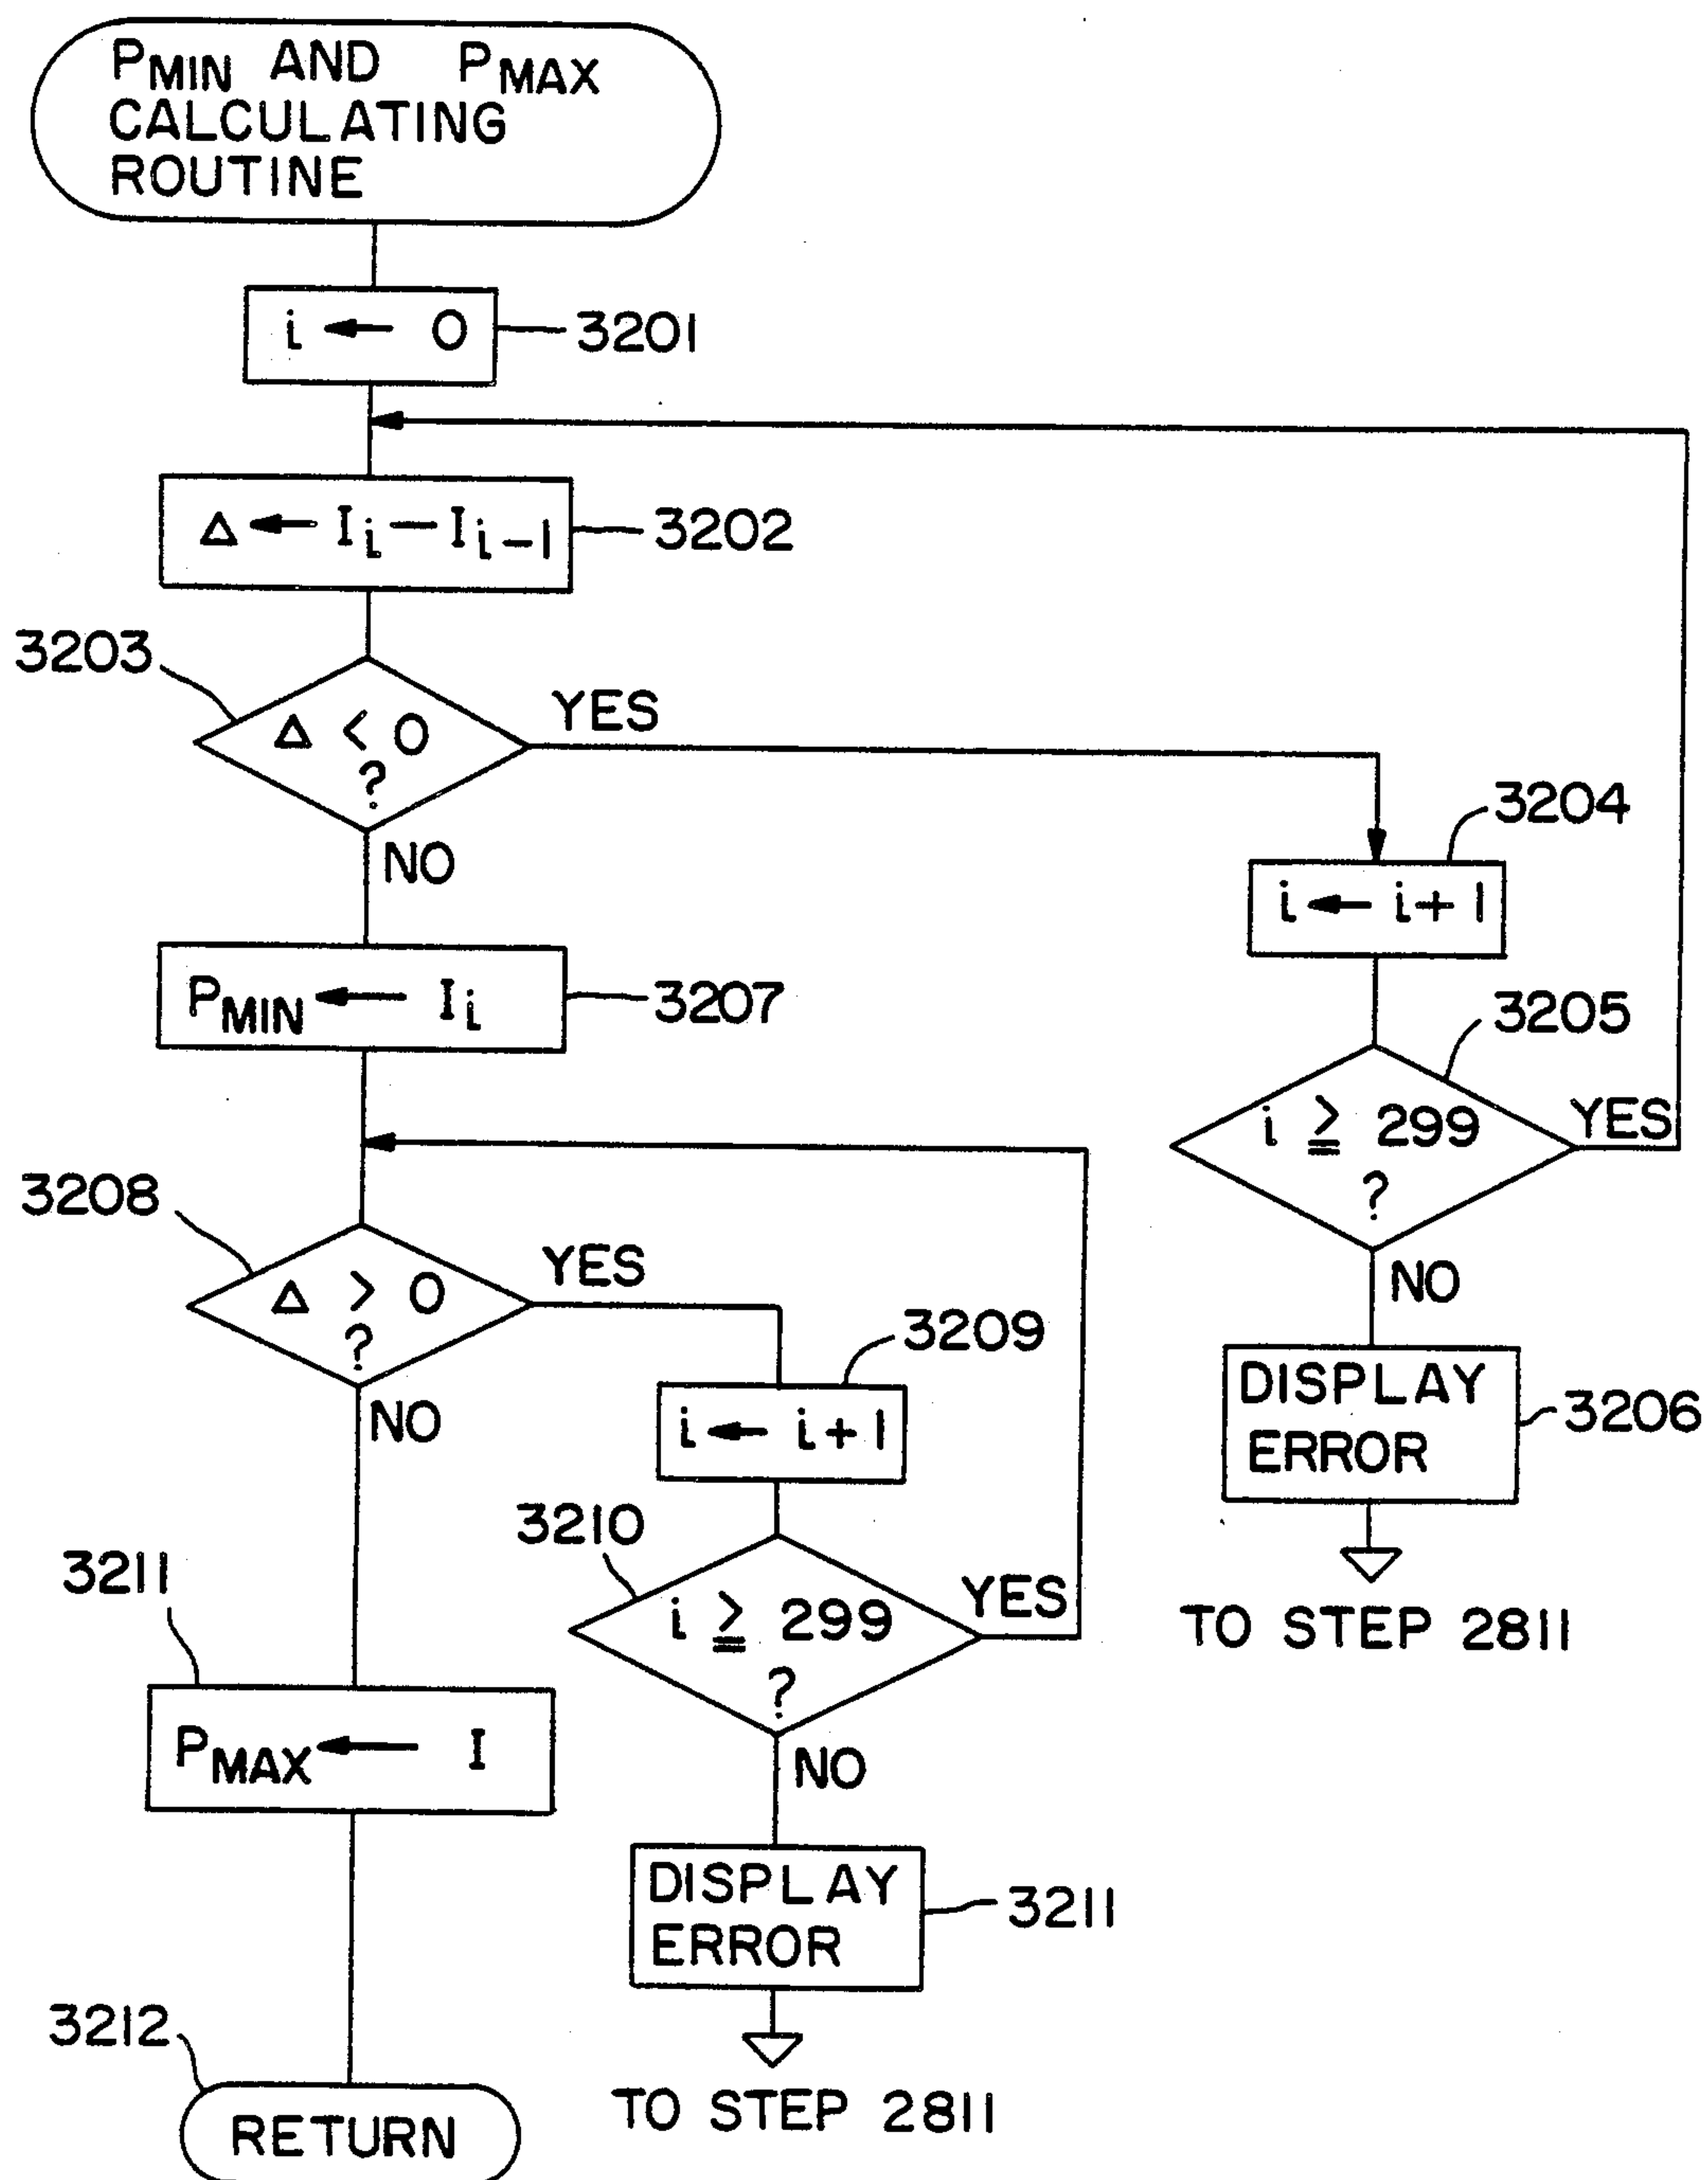 PMIN AND PMAX
CALCULATING
ROUTINE
i ← 0
3201
Δ ← Ii — Ii-1
3202
3203
Δ < 0
?
YES
NO
3204
i ← i+1
3205
i ≧ 299
?
YES
NO
DISPLAY
ERROR
3206
TO STEP 2811
PMIN ← Ii
3207
3208
Δ > 0
?
YES
NO
3209
i ← i+1
3210
i ≧ 299
?
YES
NO
DISPLAY
ERROR
3211
TO STEP 2811
3211
PMAX ← I
3212
RETURN